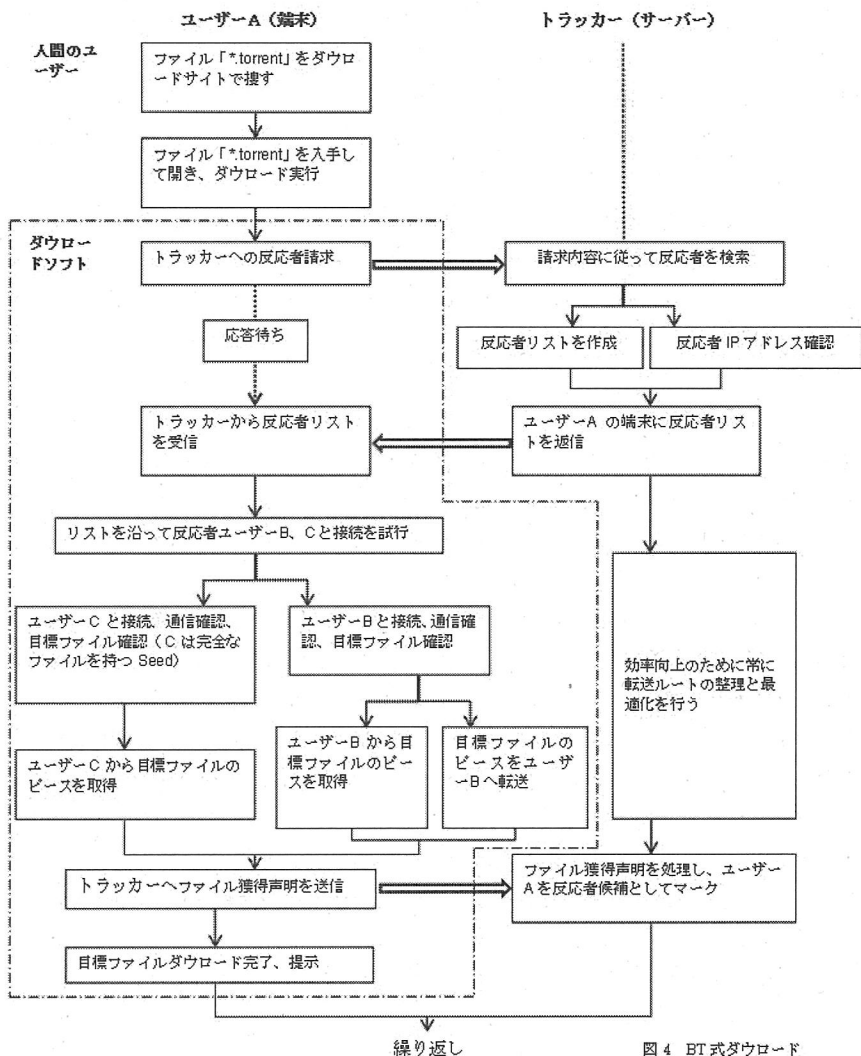 ユーザーA（端末）
トラッカー（サーバー）
人間のユ
ーザー
ファイル「*.torrent」をダウロ
ードサイトで捜す
ファイル「*.torrent」を入手し
て開き、ダウロード実行
ダウロー
ドソフト
トラッカーへの反応者請求
請求内容に従って反応者を検索
応答待ち
反応者リストを作成
反応者 IP アドレス確認
トラッカーから反応者リスト
を受信
ユーザーA の端末に反応者リス
トを返信
リストを沿って反応者ユーザーB、Cと接続を試行
ユーザーC と接続、通信確認、
目標ファイル確認（C は完全な
ファイルを持つ Seed）
ユーザーBと接続、通信確
認、目標ファイル確認
効率向上のために常に
転送ルートの整理と最
適化を行う
ユーザーC から目標ファイルの
ピースを取得
ユーザーB から目
標ファイルのピー
スを取得
目標ファイルの
ピースをユーザ
ーBへ転送
トラッカーへファイル獲得声明を送信
ファイル獲得声明を処理し、ユーザー
A を反応者候補としてマーク
目標ファイルダウロード完了、提示
繰り返し
図 4 BT 式ダウロード